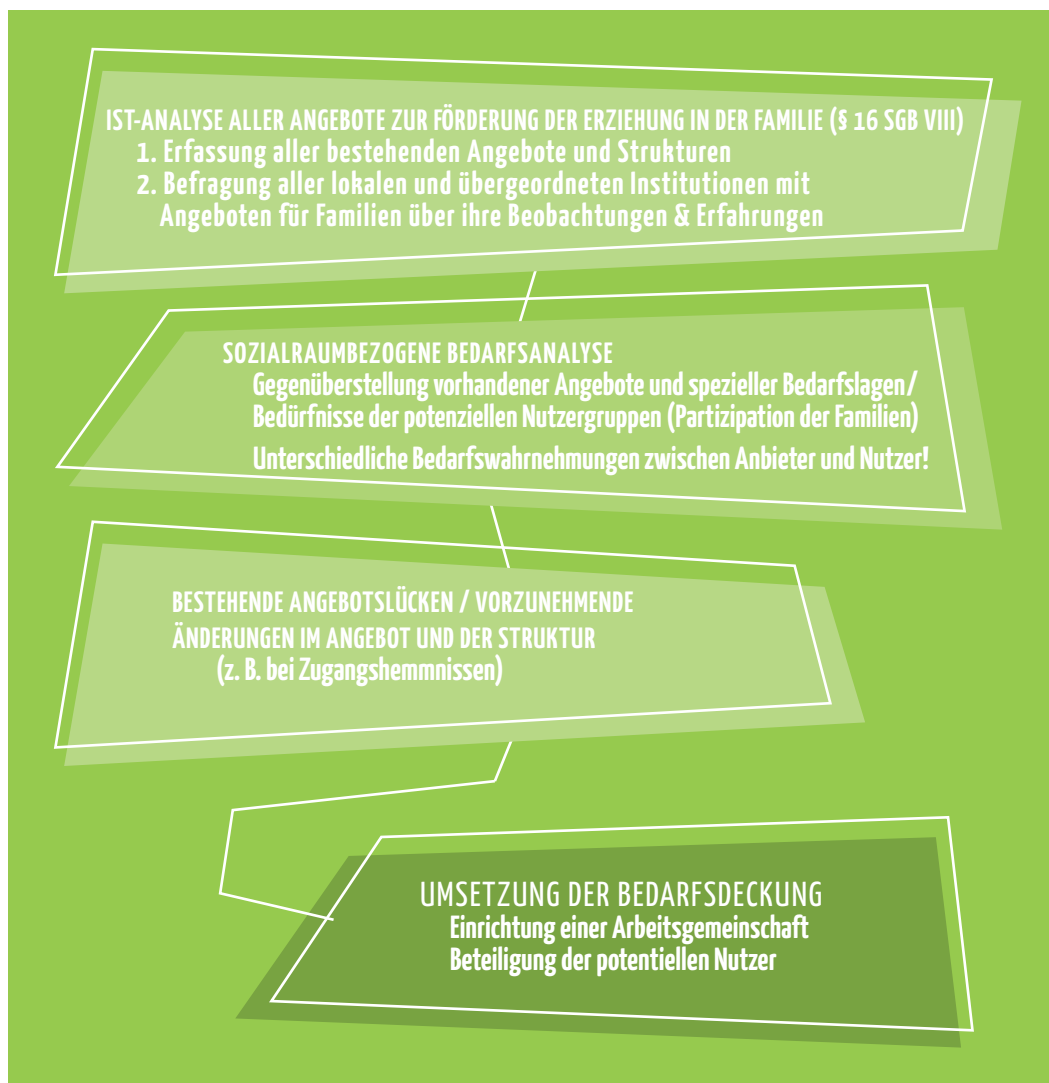 IST-ANALYSE ALLER ANGEBOTE ZUR FÖRDERUNG DER ERZIEHUNG IN DER FAMILIE (§ 16 SGB VIII)
1. Erfassung aller bestehenden Angebote und Strukturen
2. Befragung aller lokalen und übergeordneten Institutionen mit
Angeboten für Familien über ihre Beobachtungen & Erfahrungen
SOZIALRAUMBEZOGENE BEDARFSANALYSE
Gegenüberstellung vorhandener Angebote und spezieller Bedarfslagen/
Bedürfnisse der potenziellen Nutzergruppen (Partizipation der Familien)
Unterschiedliche Bedarfswahrnehmungen zwischen Anbieter und Nutzer!
BESTEHENDE ANGEBOTSLÜCKEN / VORZUNEHMENDE
ÄNDERUNGEN IM ANGEBOT UND DER STRUKTUR
(z. B. bei Zugangshemmnissen)
UMSETZUNG DER BEDARFSDECKUNG
Einrichtung einer Arbeitsgemeinschaft
Beteiligung der potentiellen Nutzer